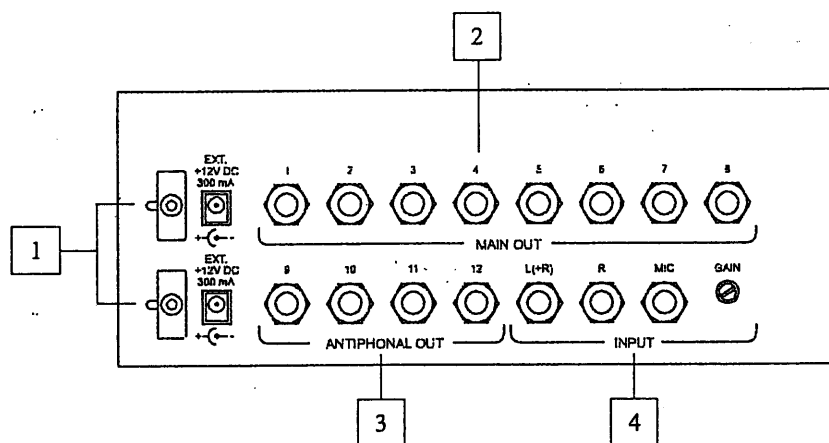 2
EXT.
+12V DC
300 mA
1 2 3 4 5 6 7 8
+ -
MAIN OUT
1
EXT.
+12V DC
300 mA
9 10 11 12 L(+R) R MIC GAIN
+ -
ANTIPHONAL OUT INPUT
3 4